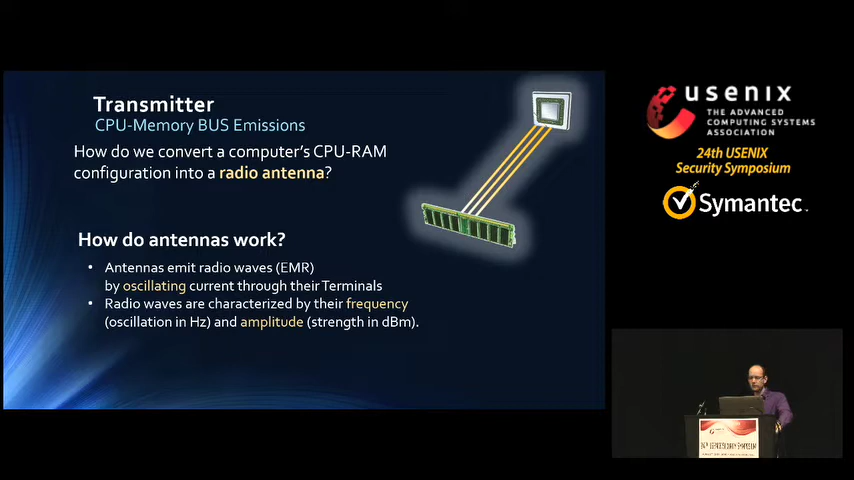 Transmitter
CPU-Memory BUS Emissions
How do we convert a computer's CPU-RAM
configuration into a radio antenna?
How do antennas work?
• Antennas emit radio waves (EMR)
by oscillating current through their Terminals
• Radio waves are characterized by their frequency
(oscillation in Hz) and amplitude (strength in dBm).
usenix
THE ADVANCED
COMPUTING SYSTEMS
ASSOCIATION
24th USENIX
Security Symposium
Symantec.